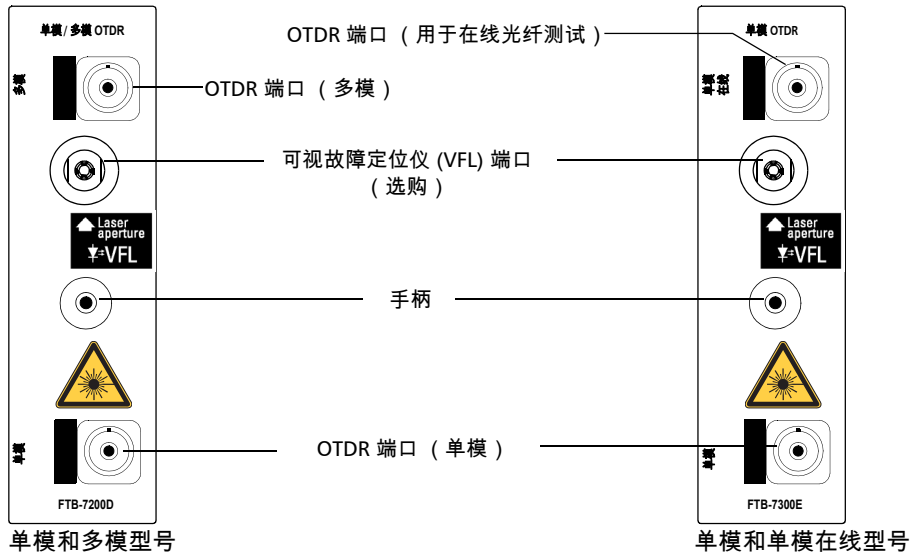 单模 / 多模 OTDR
OTDR 端口 （ 用于在线光纤测试 ）
单模 OTDR
多模
OTDR 端口 （ 多模 ）
单模
在线
可视故障定位仪 (VFL) 端口
（ 选购 ）
Laser
aperture
VFL
Laser
aperture
VFL
手柄
单模
OTDR 端口 （ 单模 ）
单模
FTB-7200D
FTB-7300E
单模和多模型号
单模和单模在线型号